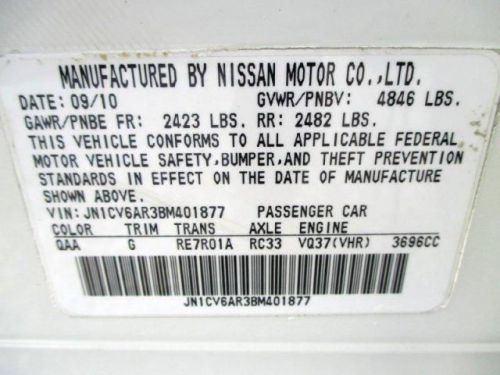 MANUFACTURED BY NISSAN MOTOR CO.,LTD.
DATE: 09/10 GVWR/PNBV: 4846 LBS.
GAWR/PNBE FR: 2423 LBS. RR: 2482 LBS.
THIS VEHICLE CONFORMS TO ALL APPLICABLE FEDERAL
MOTOR VEHICLE SAFETY, BUMPER, AND THEFT PREVENTION
STANDARDS IN EFFECT ON THE DATE OF MANUFACTURE
SHOWN ABOVE.
VIN: JN1CV6AR3BM401877 PASSENGER CAR
COLOR TRIM TRANS AXLE ENGINE
QAA G RE7R01A RC33 VQ37(VHR) 3696CC
JN1CV6AR3BM401877